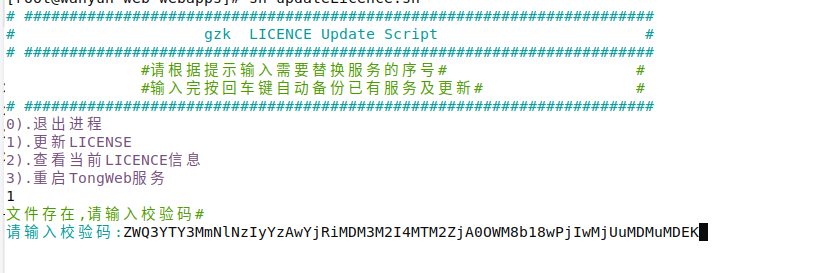 [root@wanyan-web webapps]# sh updateLicence.sh
# ######################################################################
# gzk LICENCE Update Script #
# ######################################################################
#请根据提示输入需要替换服务的序号# #
#输入完按回车键自动备份已有服务及更新# #
# ######################################################################
0).退出进程
1).更新LICENSE
2).查看当前LICENCE信息
3).重启TongWeb服务
1
文件存在,请输入校验码#
请输入校验码:ZWQ3YTY3MmNlNzIyYzAwYjRiMDM3M2I4MTM2ZjA0OWM8b18wPjIwMjUuMDMuMDEK